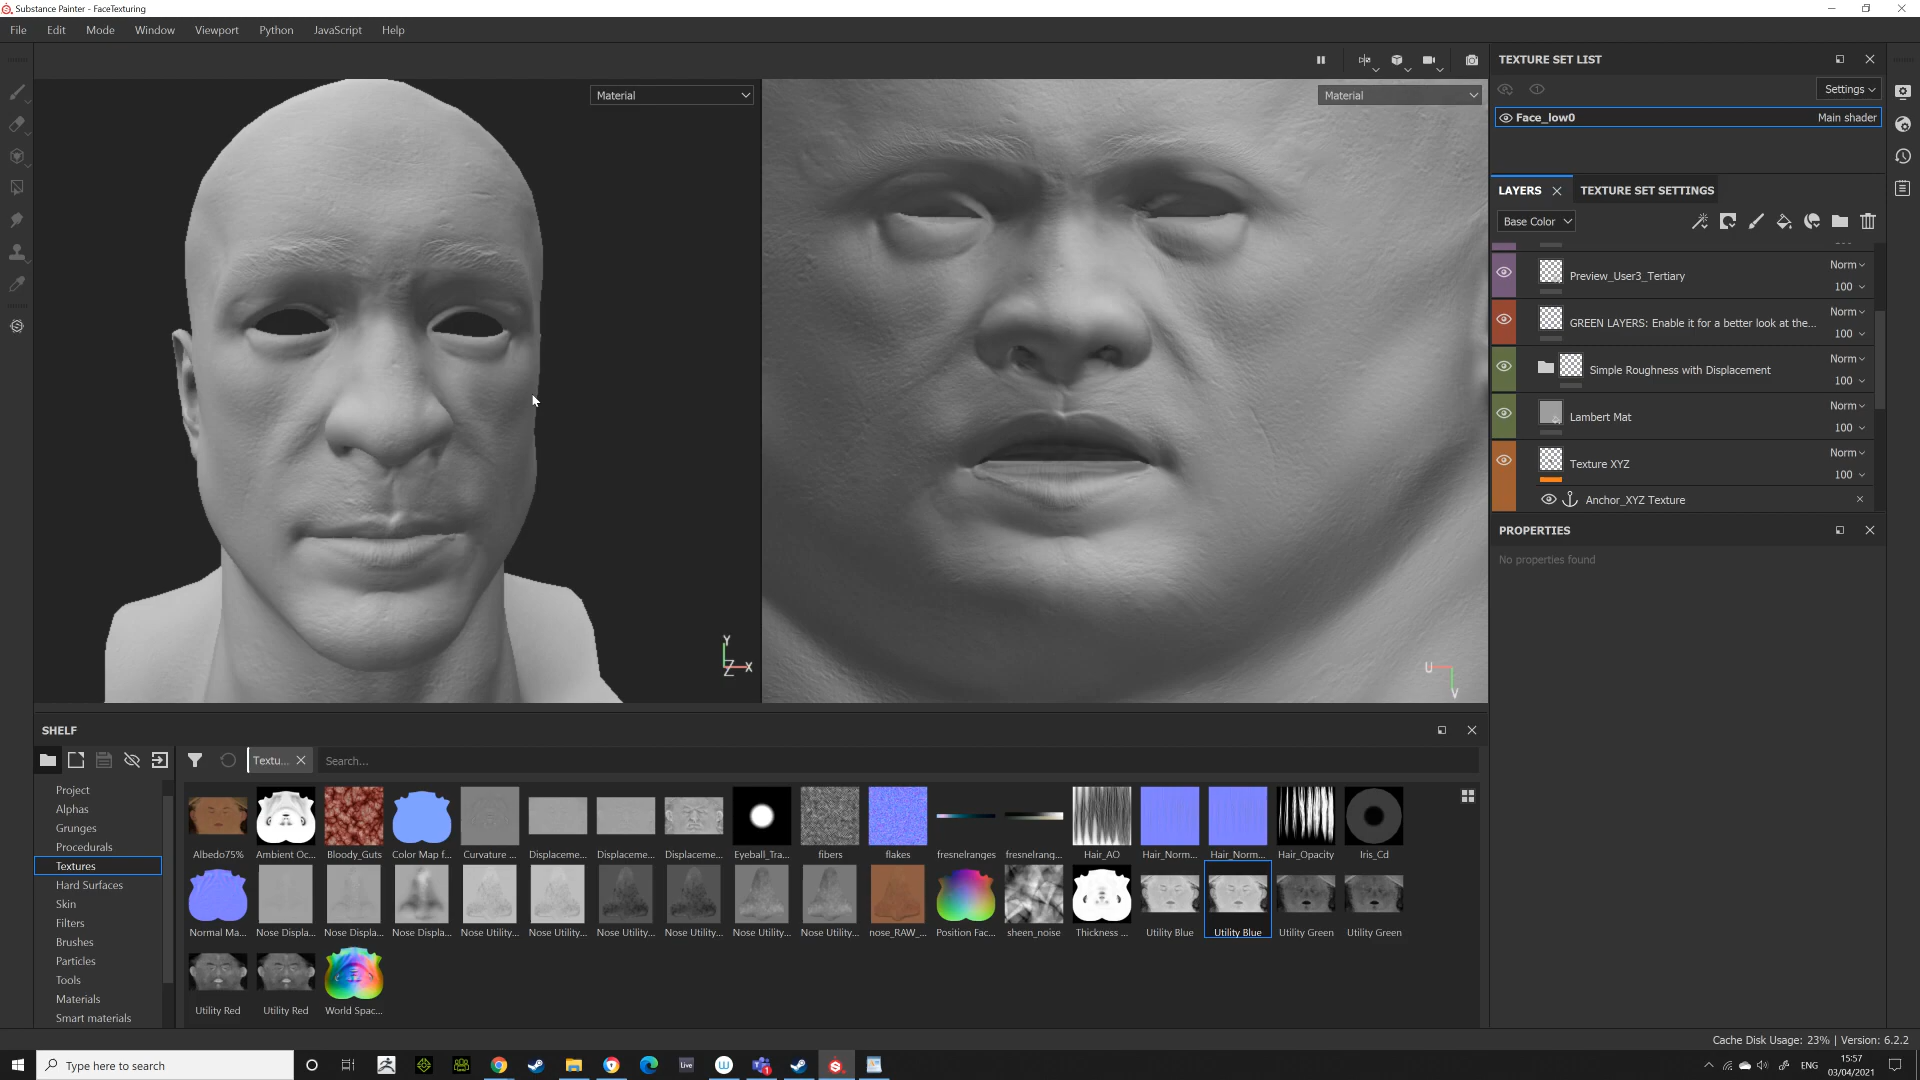 Substance Painter - FaceTexturing
File Edit Mode Window Viewport Python JavaScript Help
Material
Material
Y
Z X
U
V
TEXTURE SET LIST
Settings
Face_low0 Main shader
LAYERS TEXTURE SET SETTINGS
Base Color
Preview_User3_Tertiary Norm
100
GREEN LAYERS: Enable it for a better look at the... Norm
100
Simple Roughness with Displacement Norm
100
Lambert Mat Norm
100
Texture XYZ Norm
100
Anchor_XYZ Texture
PROPERTIES
No properties found
SHELF
Textu...
Search...
Project
Alphas
Grunges
Procedurals
Textures
Hard Surfaces
Skin
Filters
Brushes
Particles
Tools
Materials
Smart materials
Albedo75% Ambient Oc... Bloody_Guts Color Map f... Curvature ... Displaceme... Displaceme... Displaceme... Eyeball_Tra... fibers flakes fresnelranges fresnelrang... Hair_AO Hair_Norm... Hair_Norm... Hair_Opacity Iris_Cd
Normal Ma... Nose Displa... Nose Displa... Nose Displa... Nose Utility... Nose Utility... Nose Utility... Nose Utility... Nose Utility... Nose Utility... nose_RAW_... Position Fac... sheen_noise Thickness ... Utility Blue Utility Blue Utility Green Utility Green
Utility Red Utility Red World Spac...
Cache Disk Usage: 23% | Version: 6.2.2
Type here to search
Live
ENG
15:57
03/04/2021